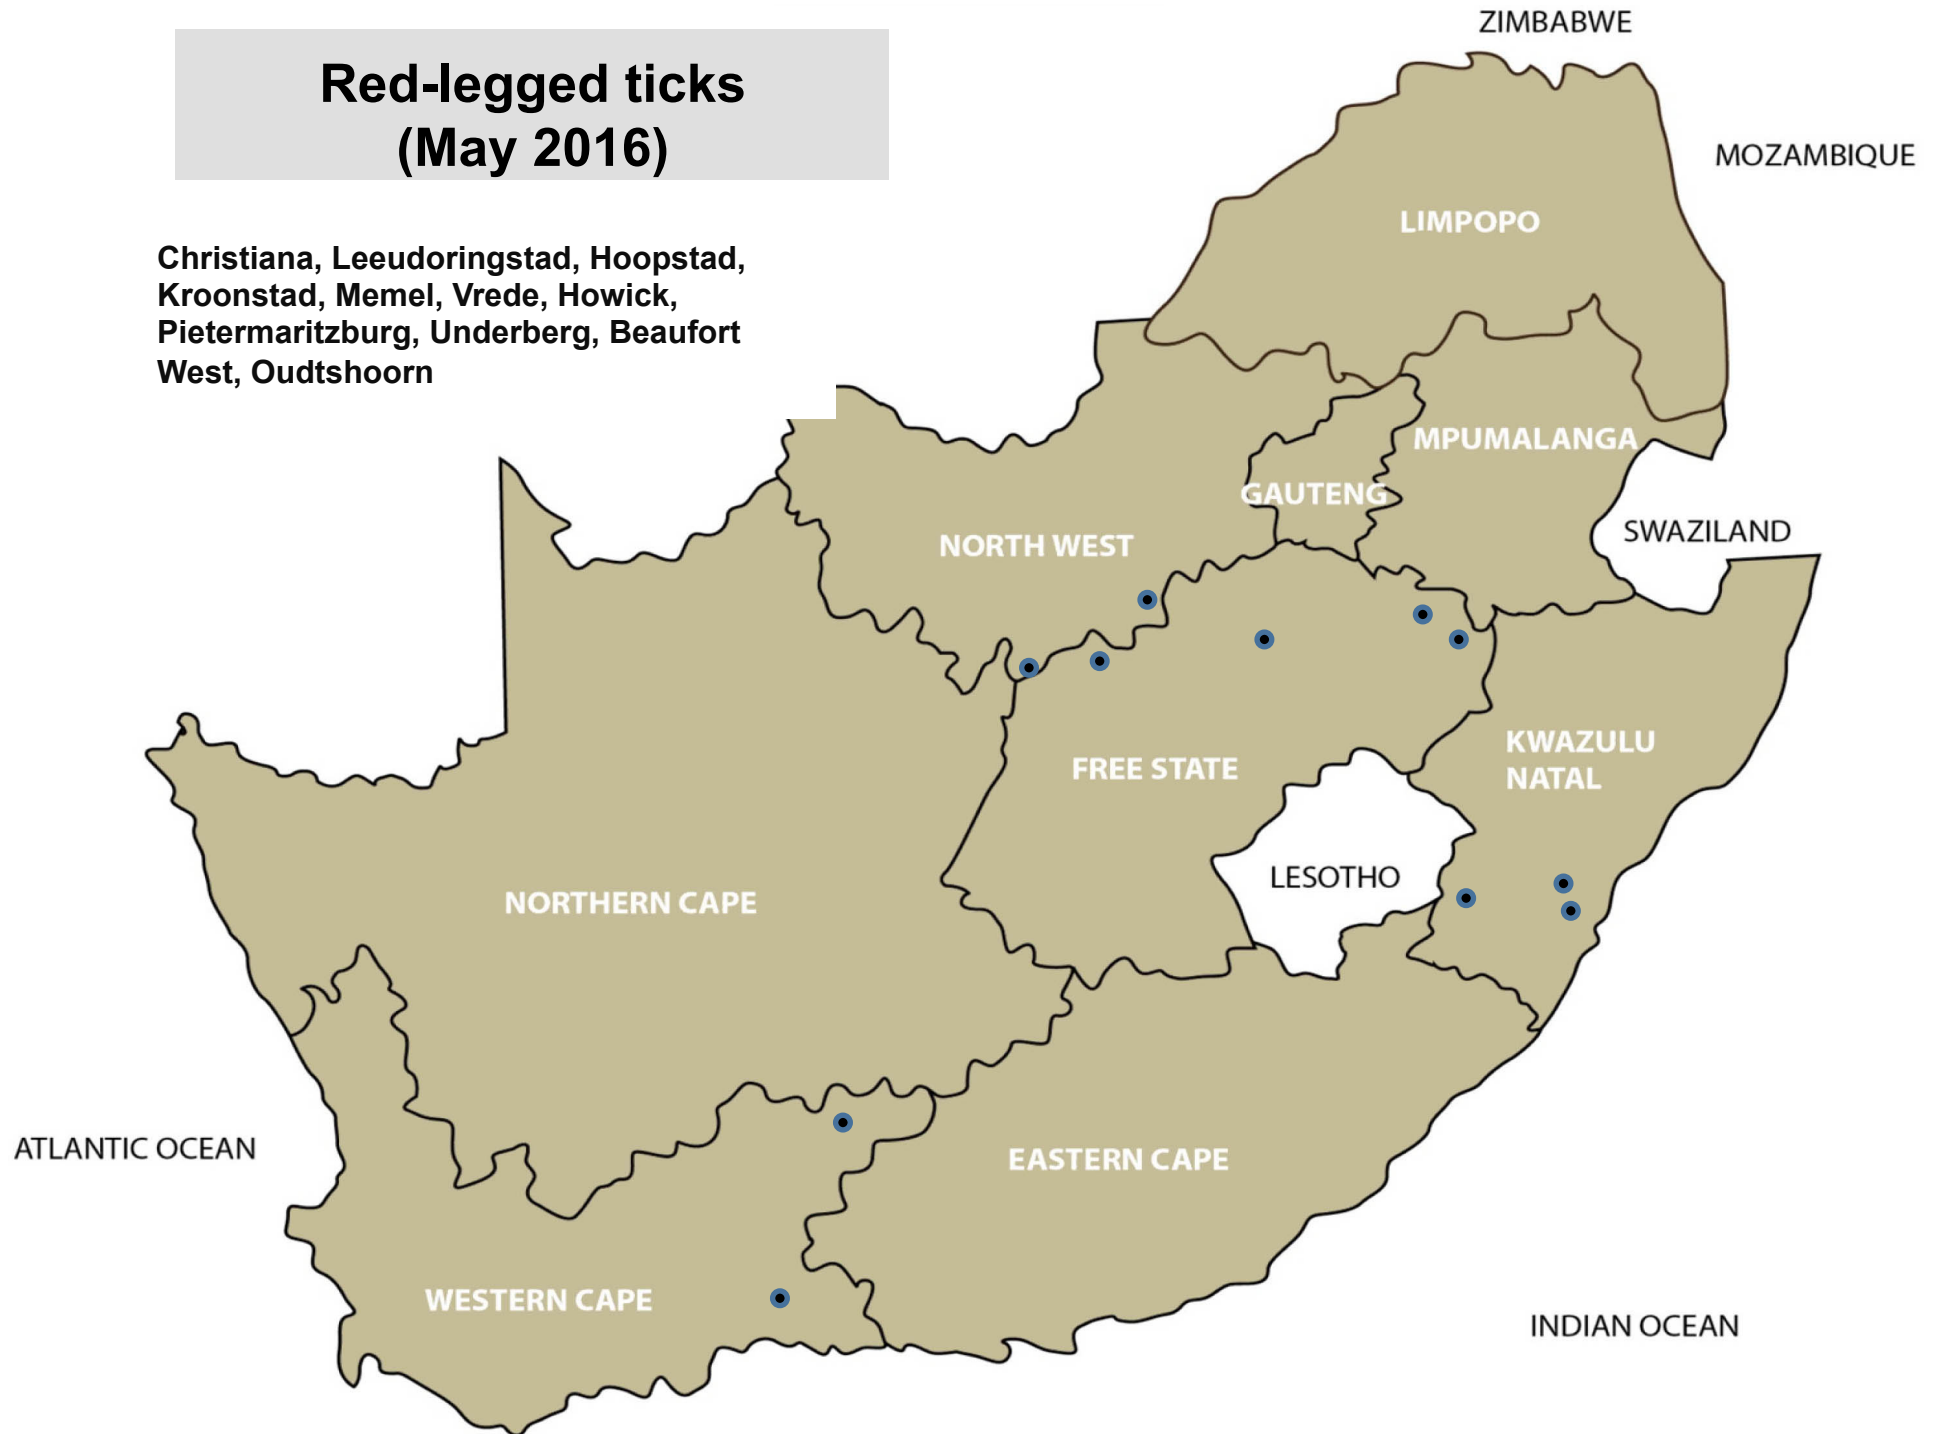 Red-legged ticks
(May 2016)
Christiana, Leeudoringstad, Hoopstad,
Kroonstad, Memel, Vrede, Howick,
Pietermaritzburg, Underberg, Beaufort
West, Oudtshoorn
ZIMBABWE
MOZAMBIQUE
LIMPOPO
MPUMALANGA
GAUTENG
SWAZILAND
NORTH WEST
KWAZULU
NATAL
FREE STATE
LESOTHO
NORTHERN CAPE
ATLANTIC OCEAN
EASTERN CAPE
WESTERN CAPE
INDIAN OCEAN